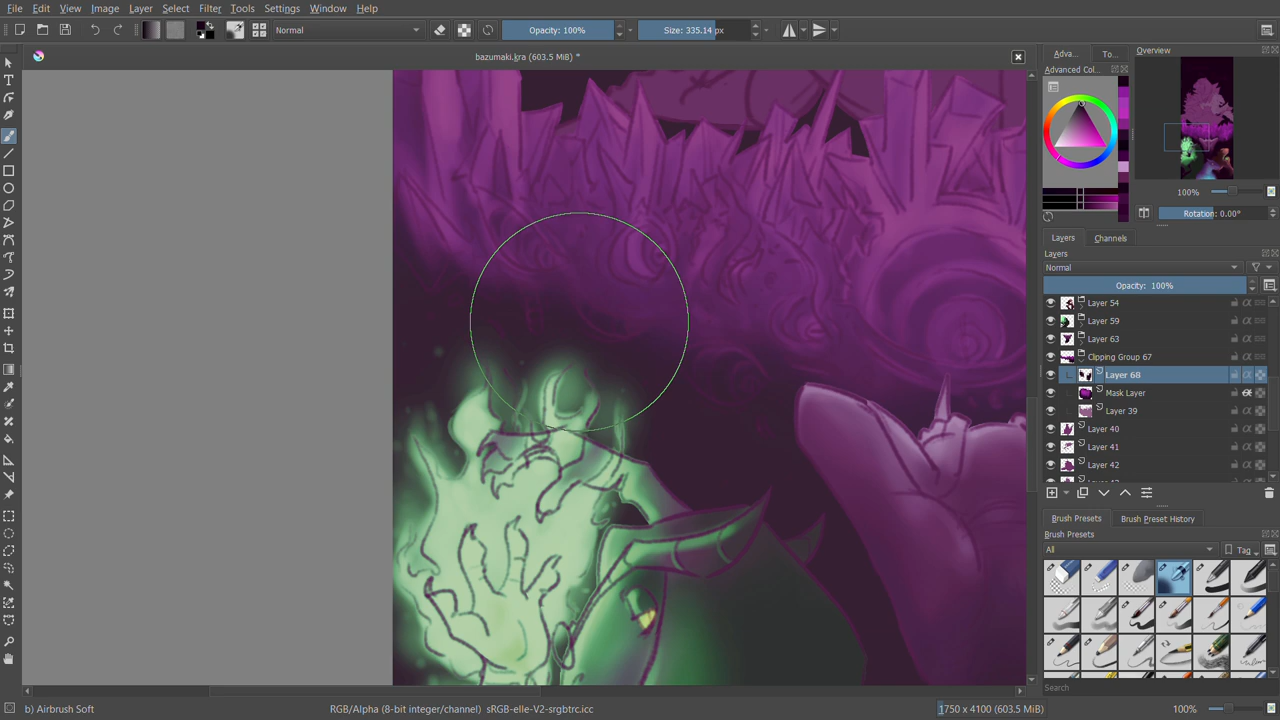 File Edit View Image Layer Select Filter Tools Settings Window Help
Normal Opacity: 100% Size: 335.14 px
bazumaki.kra (603.5 MiB) *
Adva... To...
Advanced Col...
Overview
100%
Rotation: 0.00°
Layers Channels
Layers
Normal
Opacity: 100%
Layer 54
Layer 59
Layer 63
Clipping Group 67
Layer 68
Mask Layer
Layer 39
Layer 40
Layer 41
Layer 42
Brush Presets Brush Preset History
Brush Presets
All Tag
Search
b) Airbrush Soft RGB/Alpha (8-bit integer/channel) sRGB-elle-V2-srgbtrc.icc 1750 x 4100 (603.5 MiB) 100%